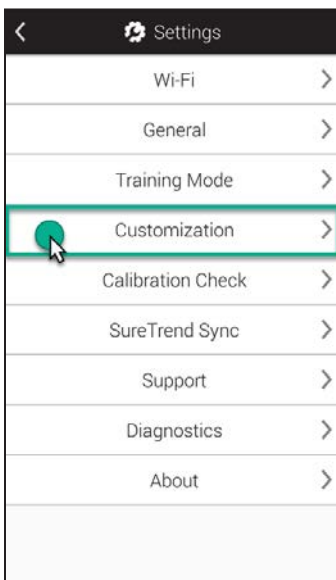 Settings
Wi-Fi
General
Training Mode
Customization
Calibration Check
SureTrend Sync
Support
Diagnostics
About